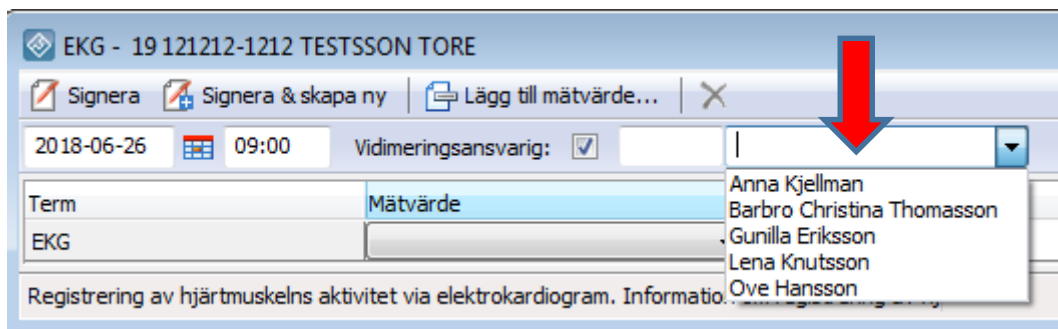 EKG - 19 121212-1212 TESTSSON TORE
Signera Signera & skapa ny Lägg till mätvärde...
2018-06-26 09:00 Vidimeringsansvarig:
Term Mätvärde
Anna Kjellman
Barbro Christina Thomasson
EKG Gunilla Eriksson
Lena Knutsson
Registrering av hjärtmuskelns aktivitet via elektrokardiogram. Ove Hansson